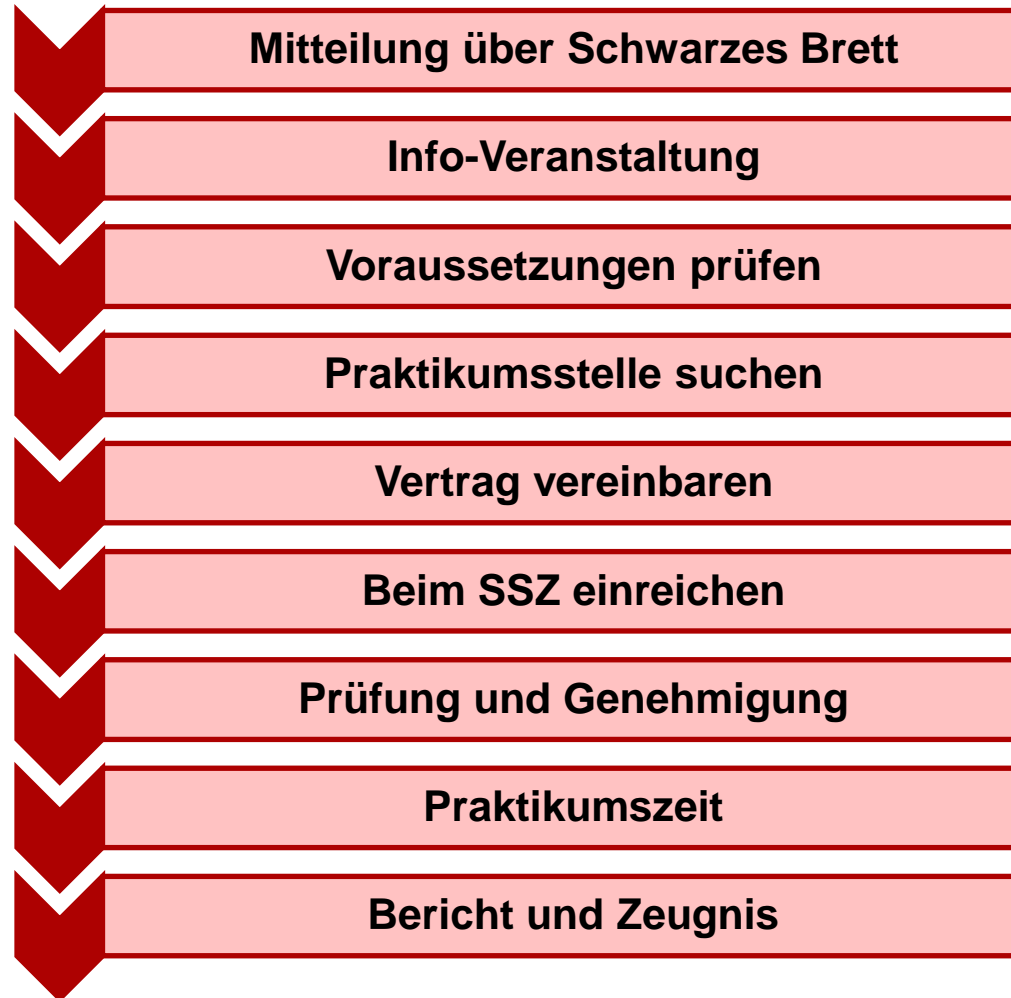 Mitteilung über Schwarzes Brett
Info-Veranstaltung
Voraussetzungen prüfen
Praktikumsstelle suchen
Vertrag vereinbaren
Beim SSZ einreichen
Prüfung und Genehmigung
Praktikumszeit
Bericht und Zeugnis